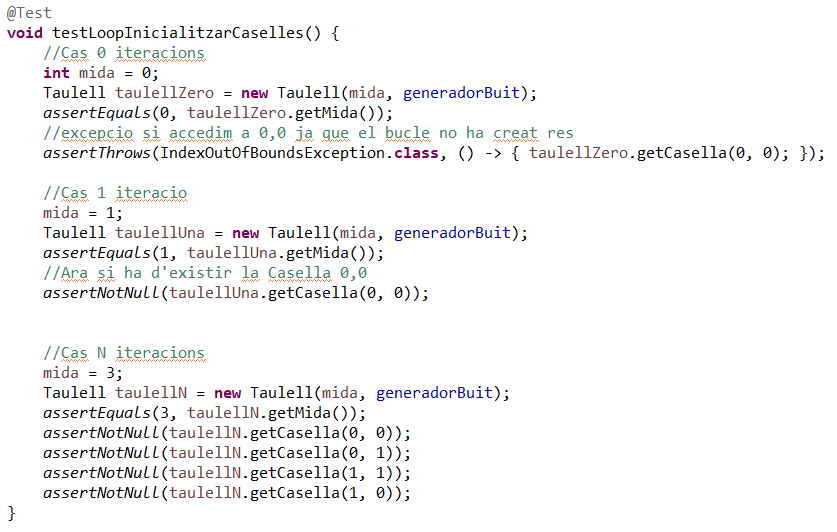 @Test
void testLoopInicialitzarCaselles() {
    //Cas 0 iteracions
    int mida = 0;
    Taulell taulellZero = new Taulell(mida, generadorBuit);
    assertEquals(0, taulellZero.getMida());
    //excepcio si accedim a 0,0 ja que el bucle no ha creat res
    assertThrows(IndexOutOfBoundsException.class, () -> { taulellZero.getCasella(0, 0); });

    //Cas 1 iteracio
    mida = 1;
    Taulell taulellUna = new Taulell(mida, generadorBuit);
    assertEquals(1, taulellUna.getMida());
    //Ara si ha d'existir la Casella 0,0
    assertNotNull(taulellUna.getCasella(0, 0));


    //Cas N iteracions
    mida = 3;
    Taulell taulellN = new Taulell(mida, generadorBuit);
    assertEquals(3, taulellN.getMida());
    assertNotNull(taulellN.getCasella(0, 0));
    assertNotNull(taulellN.getCasella(0, 1));
    assertNotNull(taulellN.getCasella(1, 1));
    assertNotNull(taulellN.getCasella(1, 0));
}